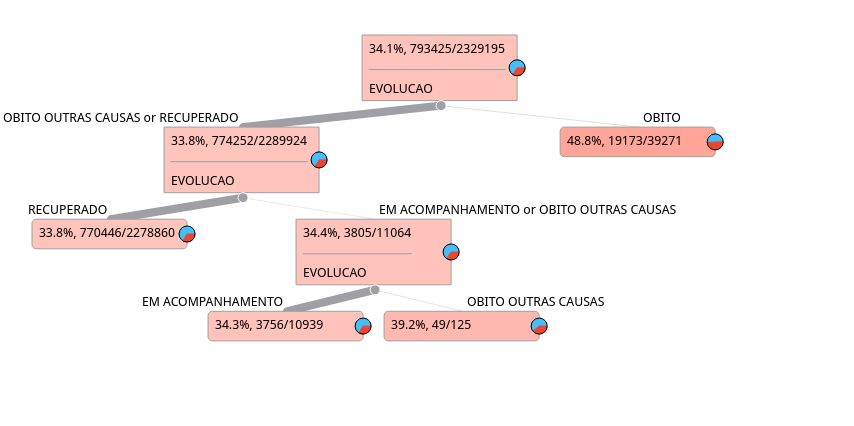 34.1%, 793425/2329195
EVOLUCAO
OBITO OUTRAS CAUSAS or RECUPERADO
OBITO
33.8%, 774252/2289924
EVOLUCAO
48.8%, 19173/39271
RECUPERADO
EM ACOMPANHAMENTO or OBITO OUTRAS CAUSAS
33.8%, 770446/2278860
34.4%, 3805/11064
EVOLUCAO
EM ACOMPANHAMENTO
OBITO OUTRAS CAUSAS
34.3%, 3756/10939
39.2%, 49/125